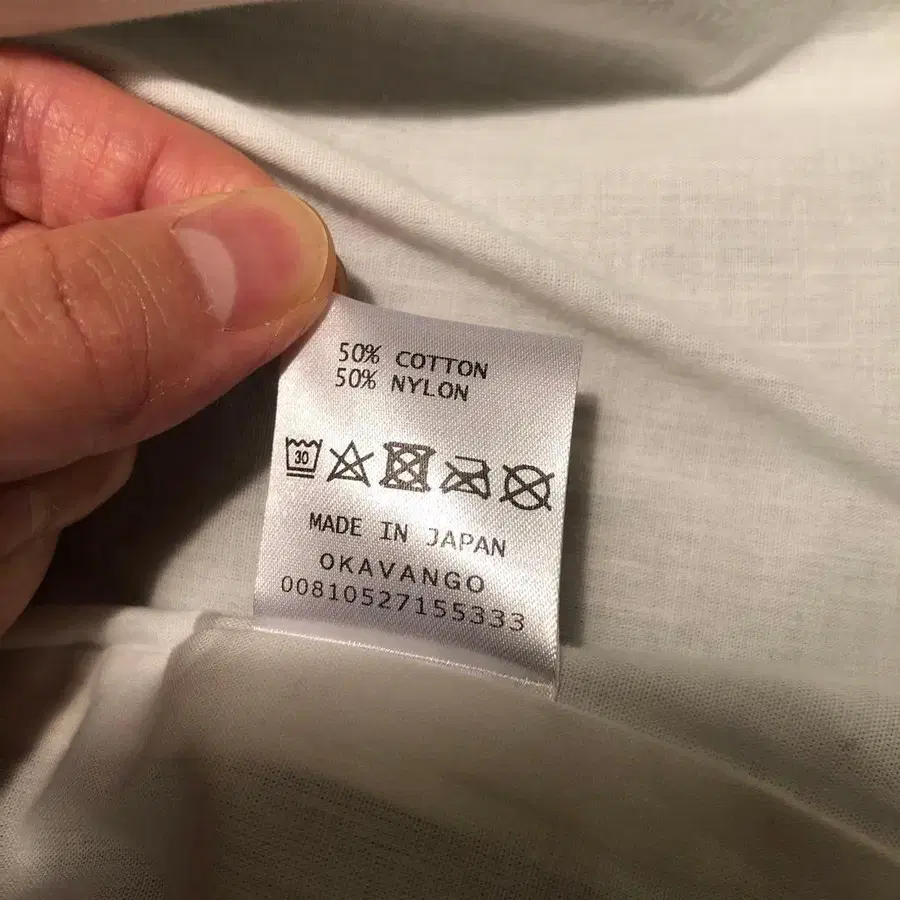 50% COTTON
50% NYLON
30
MADE IN JAPAN
OKAVANGO
00810527155333